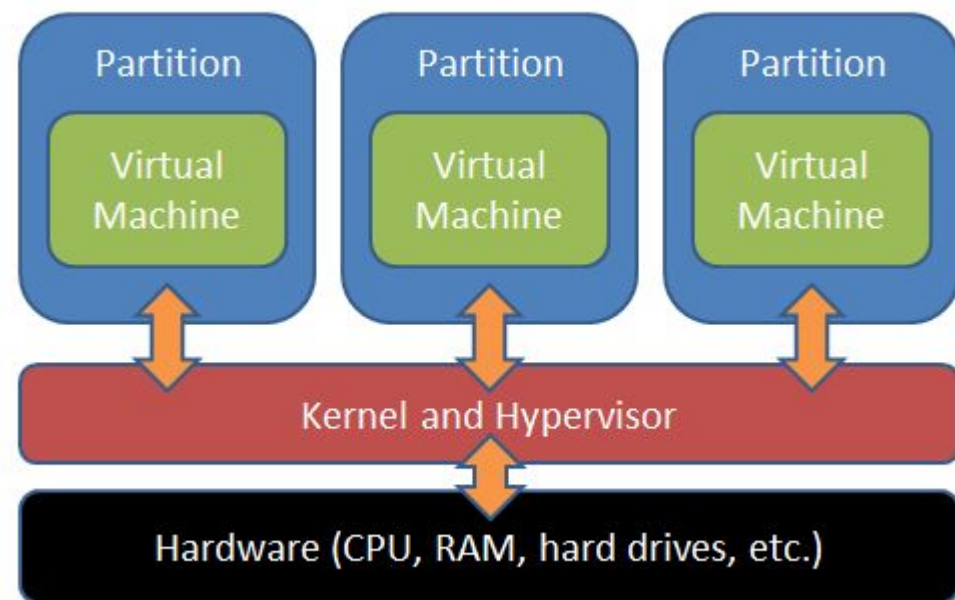 Partition
Virtual
Machine
Partition
Virtual
Machine
Partition
Virtual
Machine
Kernel and Hypervisor
Hardware (CPU, RAM, hard drives, etc.)